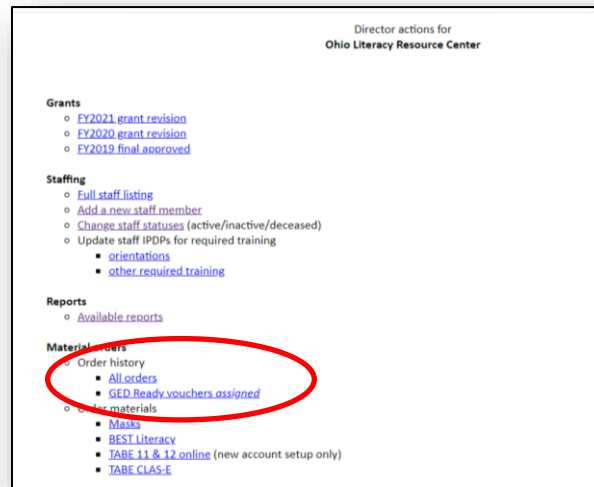 Director actions for
Ohio Literacy Resource Center
Grants
FY2021 grant revision
FY2020 grant revision
FY2019 final approved
Staffing
Full staff listing
Add a new staff member
Change staff statuses (active/inactive/deceased)
Update staff IPDPs for required training
orientations
other required training
Reports
Available reports
Material orders
Order history
All orders
GED Ready vouchers assigned
Order materials
Masks
BEST Literacy
TABE 11 & 12 online (new account setup only)
TABE CLAS-E